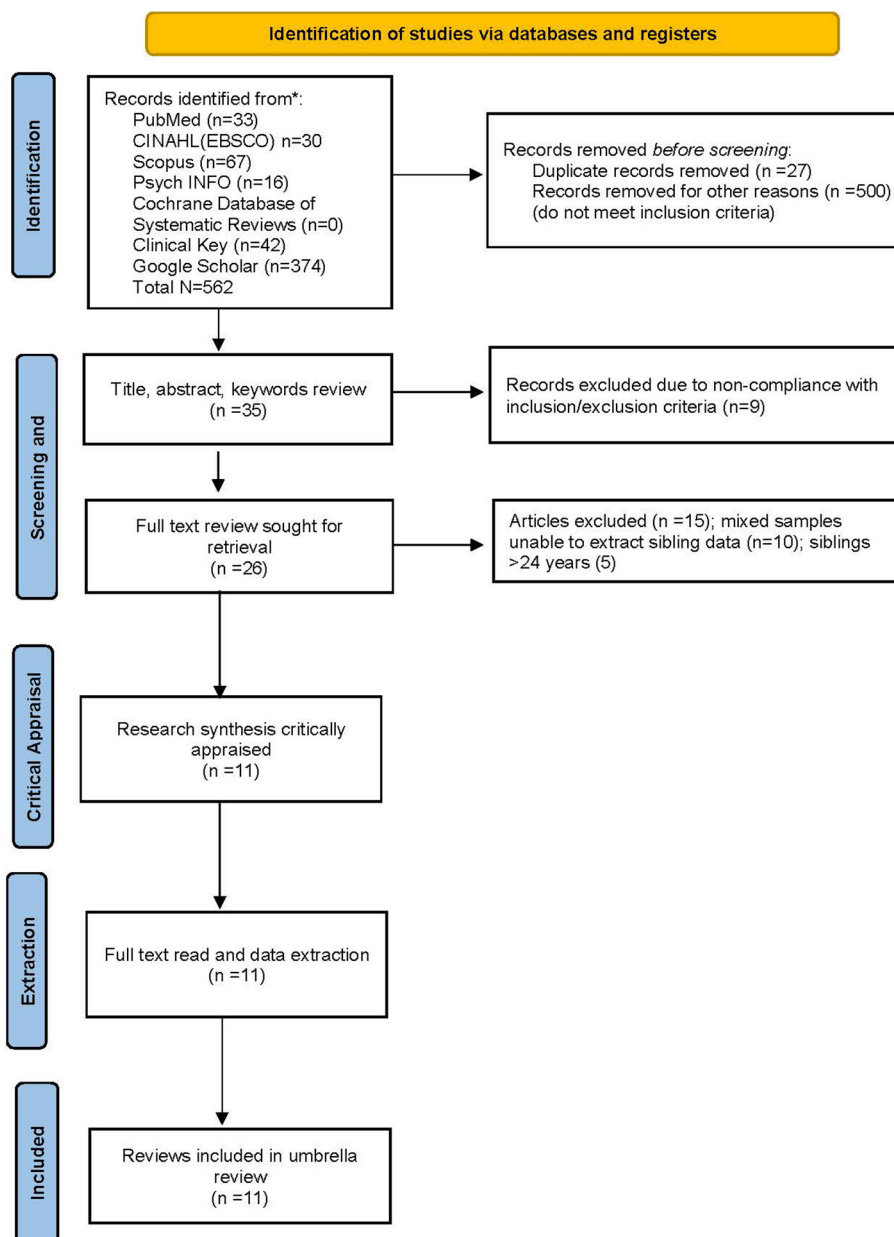 Identification of studies via databases and registers
Identification
Records identified from*:
PubMed (n=33)
CINAHL(EBSCO) n=30
Scopus (n=67)
Psych INFO (n=16)
Cochrane Database of
Systematic Reviews (n=0)
Clinical Key (n=42)
Google Scholar (n=374)
Total N=562
Records removed before screening:
Duplicate records removed (n =27)
Records removed for other reasons (n =500)
(do not meet inclusion criteria)
Screening and
Title, abstract, keywords review
(n =35)
Records excluded due to non-compliance with
inclusion/exclusion criteria (n=9)
Full text review sought for
retrieval
(n =26)
Articles excluded (n =15); mixed samples
unable to extract sibling data (n=10); siblings
>24 years (5)
Critical Appraisal
Research synthesis critically
appraised
(n =11)
Extraction
Full text read and data extraction
(n =11)
Included
Reviews included in umbrella
review
(n =11)